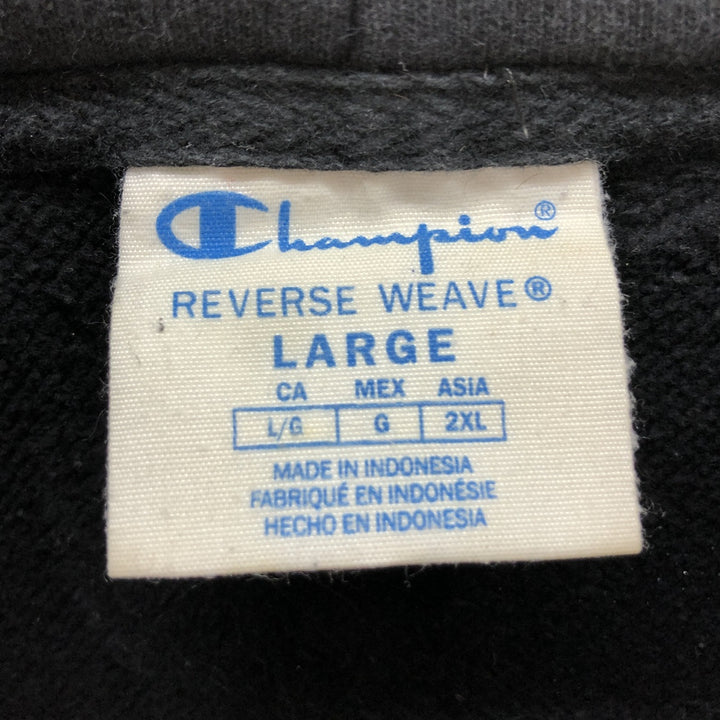 Champion®
REVERSE WEAVE®
LARGE
CA MEX ASIA
L/G G 2XL
MADE IN INDONESIA
FABRIQUÉ EN INDONÉSIE
HECHO EN INDONESIA